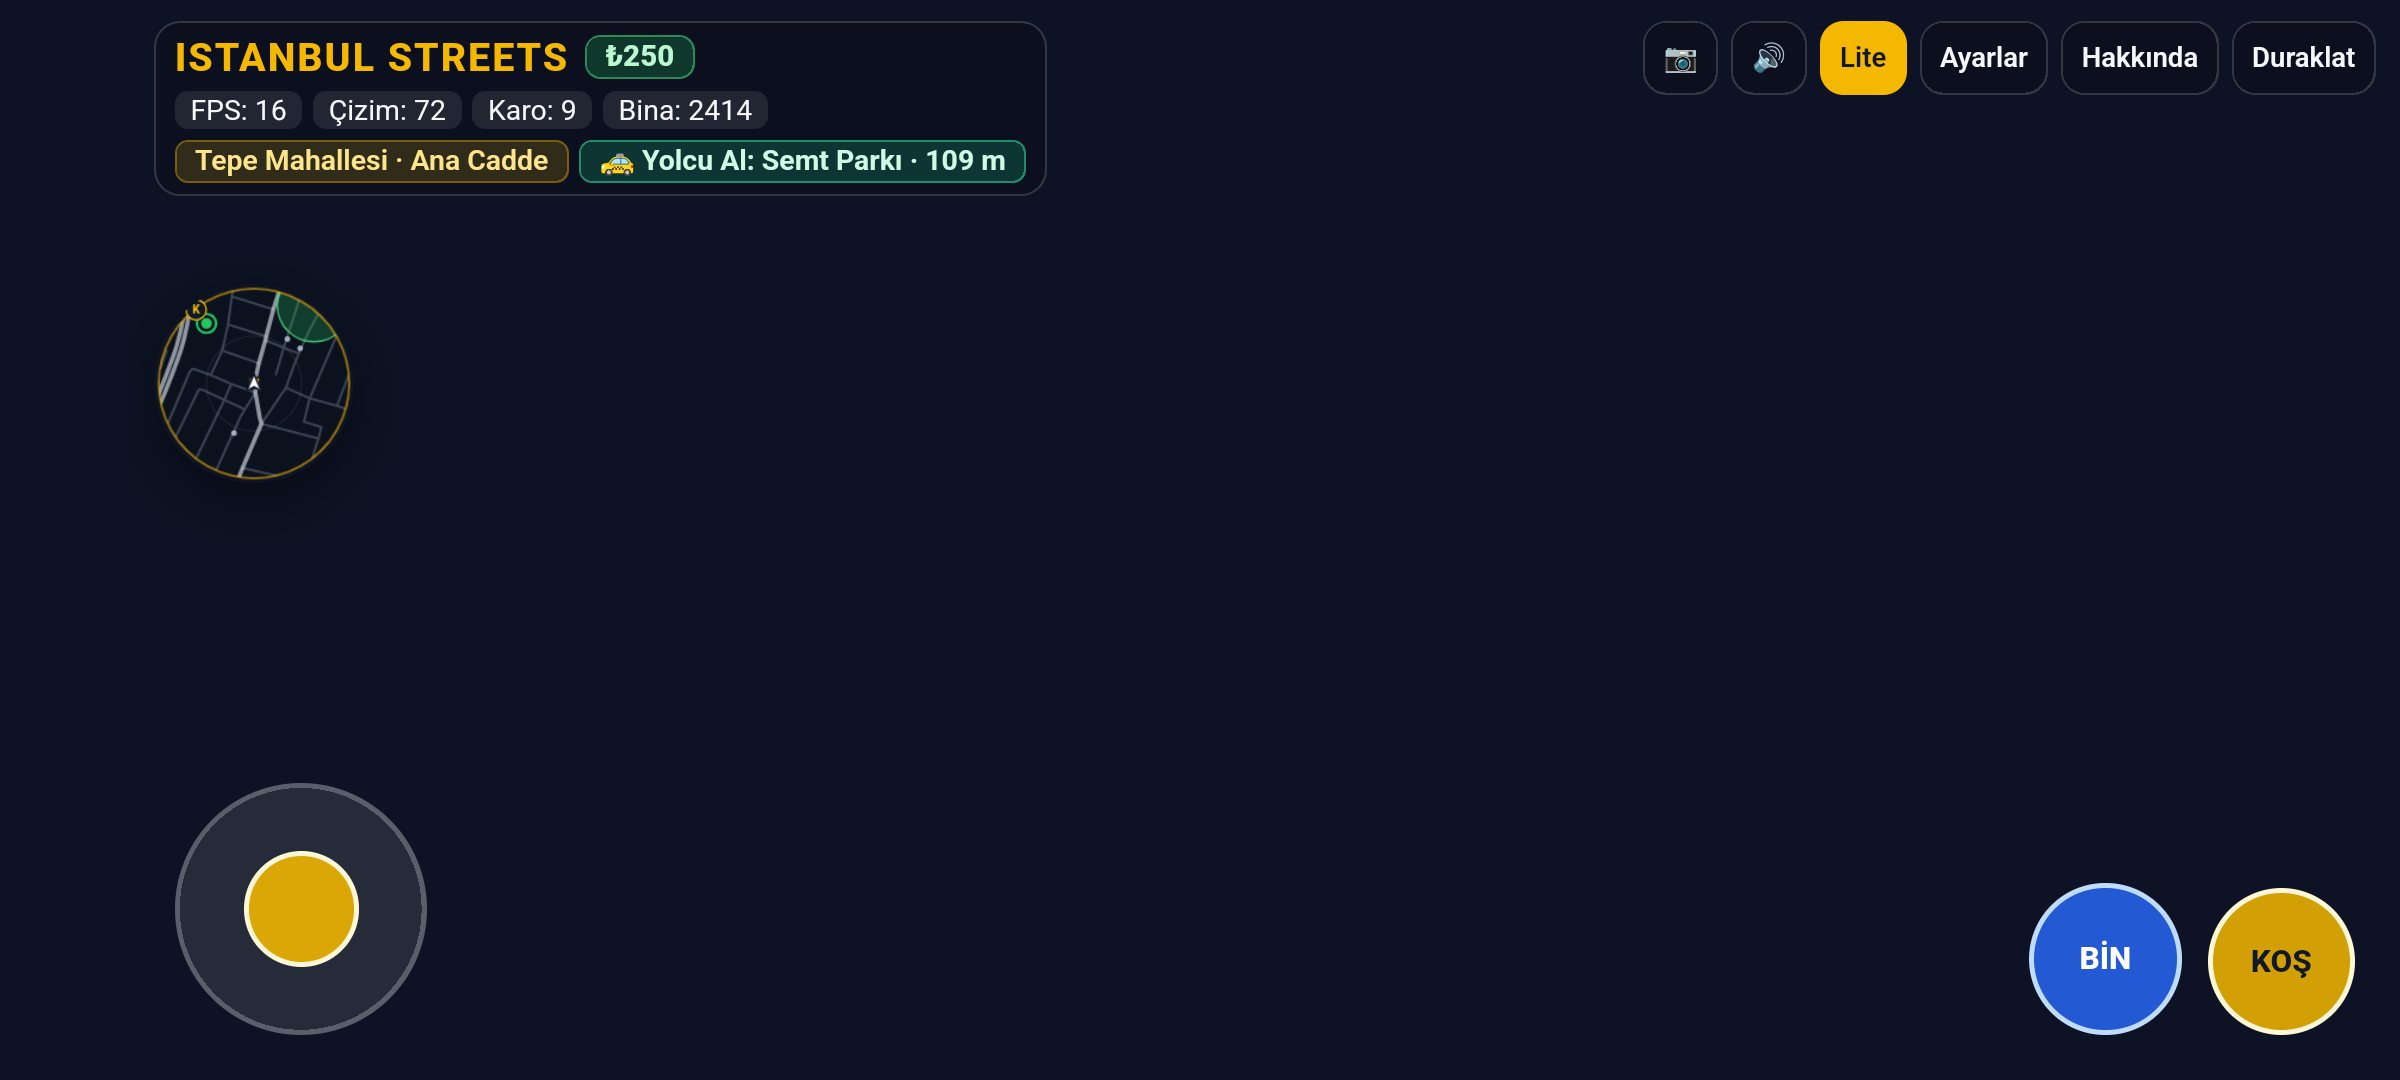 ISTANBUL STREETS ₺250
📷 🔊 Lite Ayarlar Hakkında Duraklat
FPS: 16 Çizim: 72 Karo: 9 Bina: 2414
Tepe Mahallesi · Ana Cadde 🚕 Yolcu Al: Semt Parkı · 109 m
K
BİN KOŞ